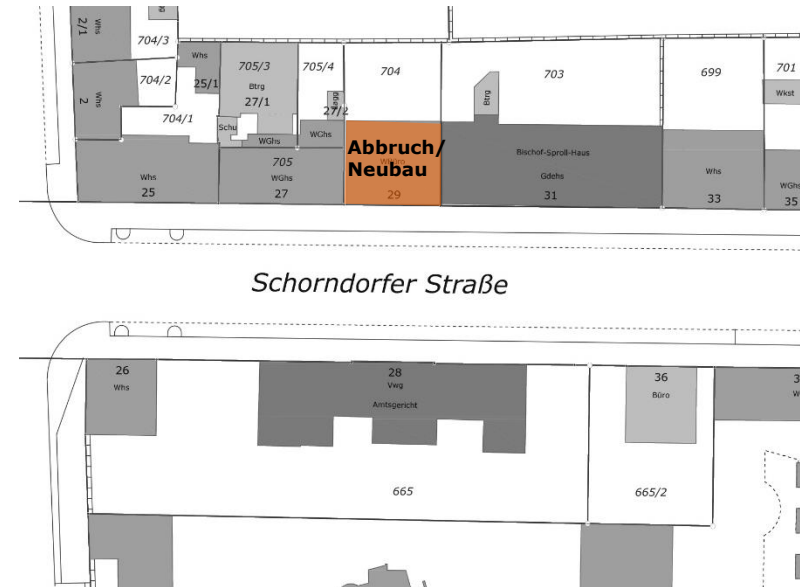 2/1
704/3
Whs
25/1
704/2
2
Whs
704/1
705/3
Btrg
27/1
705/4
27/2
704
Btrg
703
699
701
Wkst
Schu
WGhs
WGhs
Abbruch/
Neubau
29
Whs
25
705
WGhs
27
Bischof-Sproll-Haus
Gdehs
31
Whs
33
WGhs
35
Schorndorfer Straße
26
Whs
28
Vwg
Amtsgericht
36
Büro
665
665/2